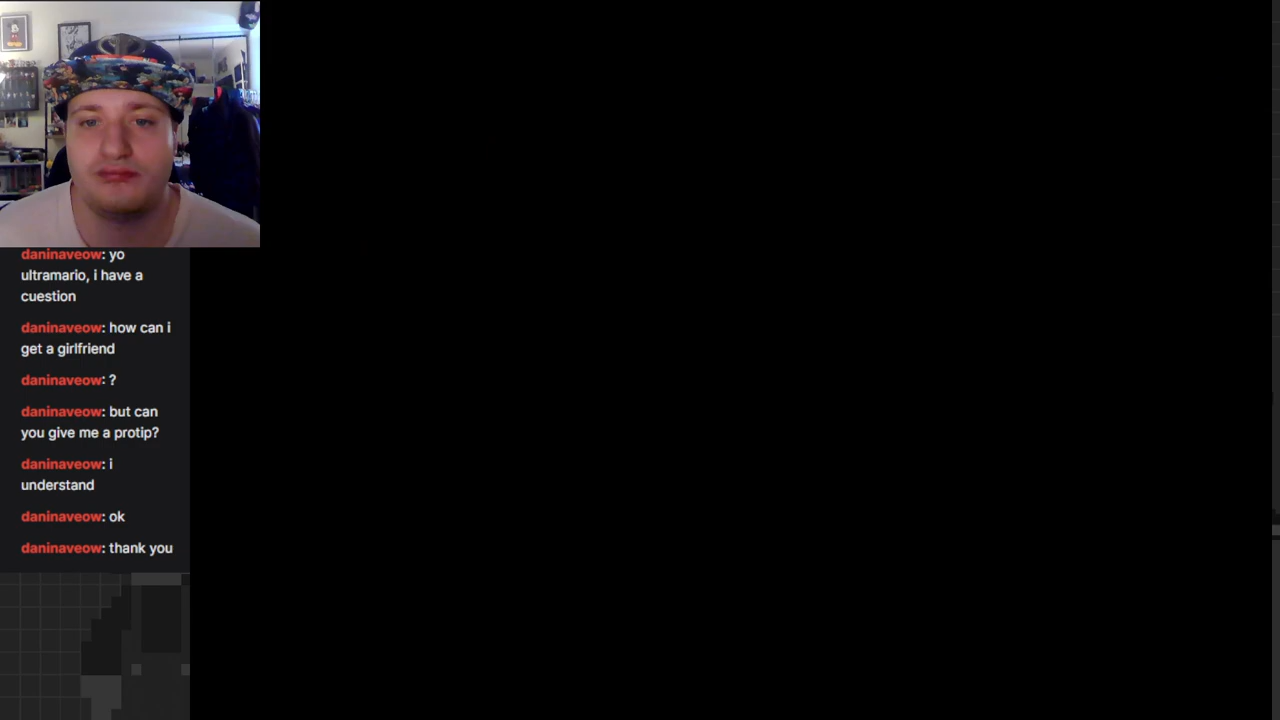 daninaveow: yo
ultramario, i have a
cuestion
daninaveow: how can i
get a girlfriend
daninaveow: ?
daninaveow: but can
you give me a protip?
daninaveow: i
understand
daninaveow: ok
daninaveow: thank you